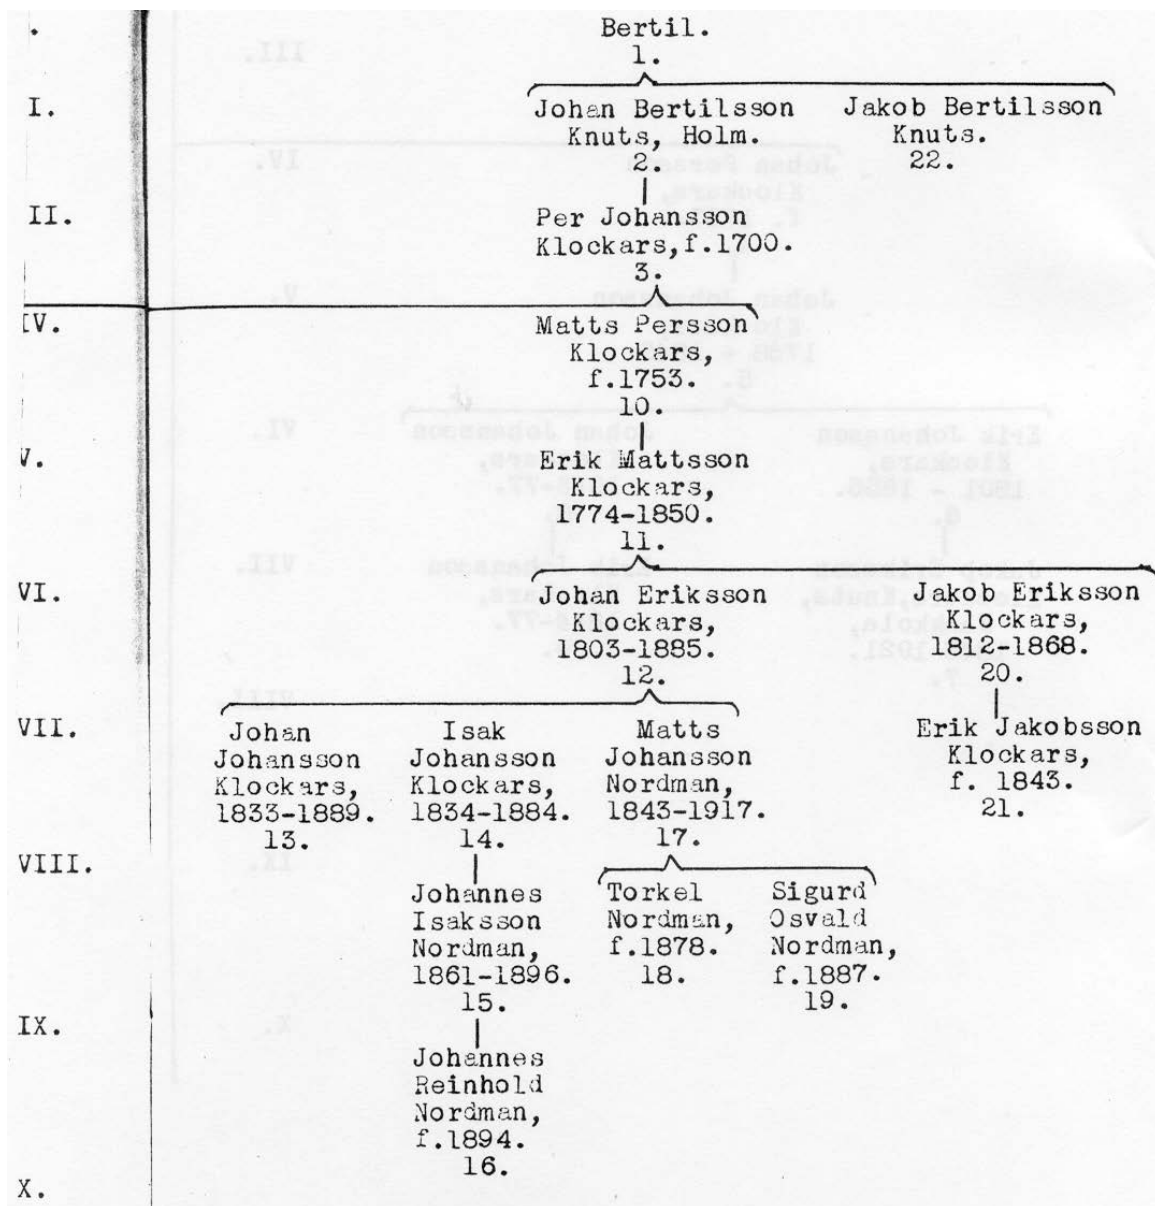 .
Bertil.
1.
I.
Johan Bertilsson
Knuts, Holm.
2.
Jakob Bertilsson
Knuts.
22.
II.
Per Johansson
Klockars,f.1700.
3.
IV.
Matts Persson
Klockars,
f.1753.
10.
V.
Erik Mattsson
Klockars,
1774-1850.
11.
VI.
Johan Eriksson
Klockars,
1803-1885.
12.
Jakob Eriksson
Klockars,
1812-1868.
20.
VII.
Johan
Johansson
Klockars,
1833-1889.
13.
Isak
Johansson
Klockars,
1834-1884.
14.
Matts
Johansson
Nordman,
1843-1917.
17.
Erik Jakobsson
Klockars,
f. 1843.
21.
VIII.
Johannes
Isaksson
Nordman,
1861-1896.
15.
Torkel
Nordman,
f.1878.
18.
Sigurd
Osvald
Nordman,
f.1887.
19.
IX.
Johannes
Reinhold
Nordman,
f.1894.
16.
X.